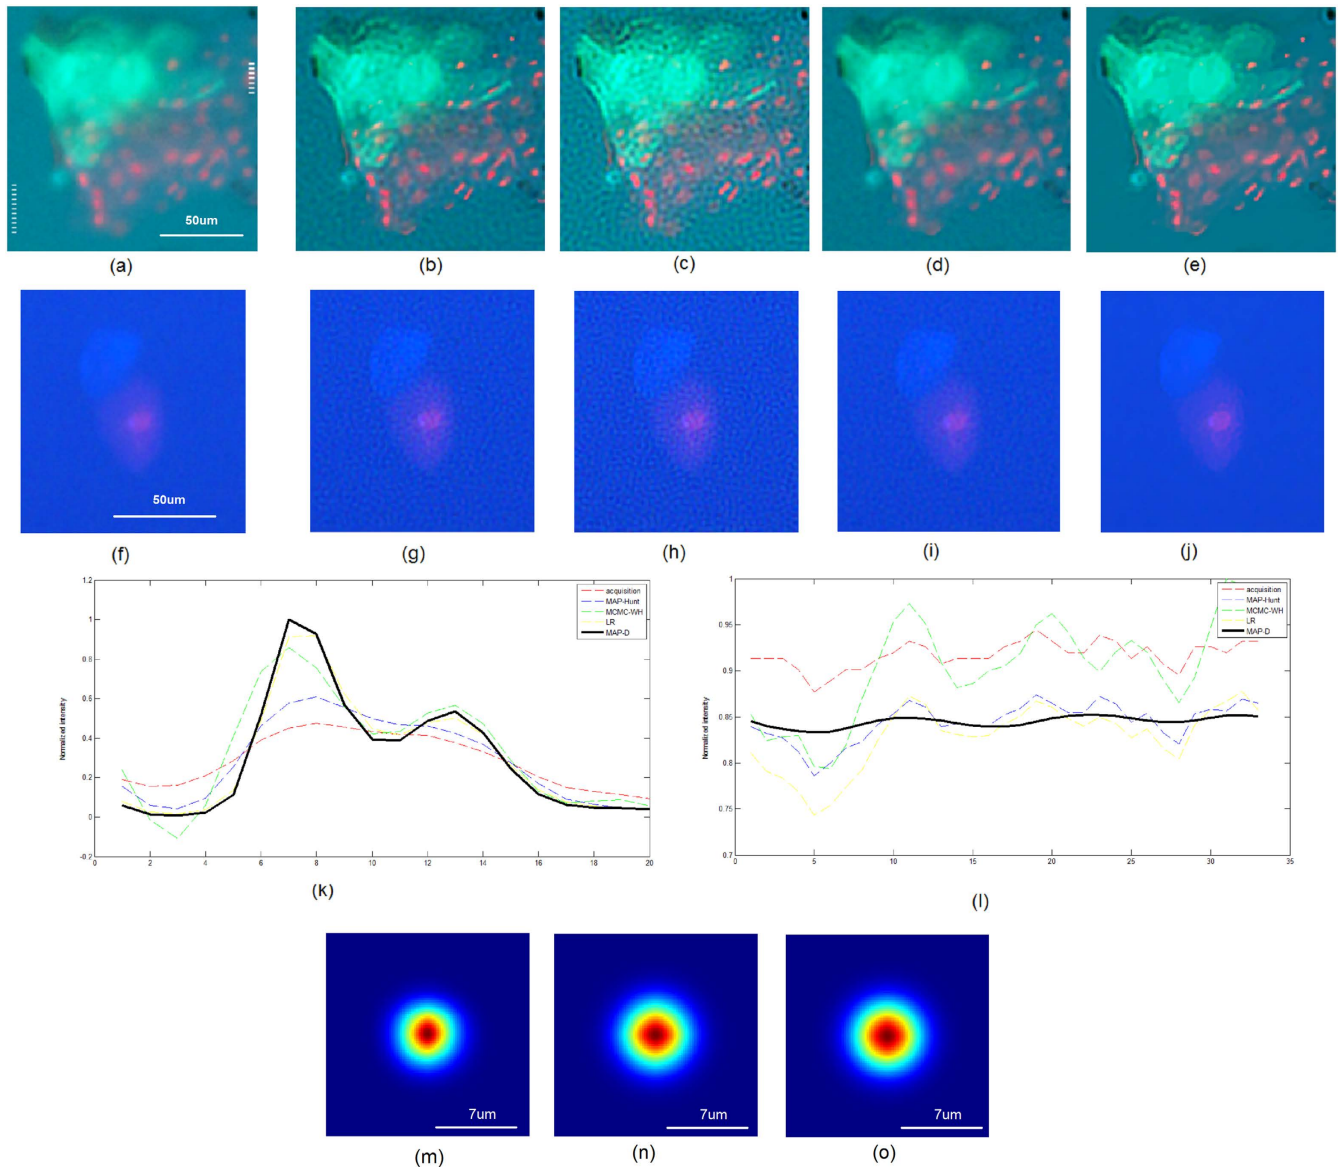 50um
(a) (b) (c) (d) (e)
50um
(f) (g) (h) (i) (j)
1.2
1
0.8
0.6
0.4
0.2
0
-0.2
Normalized intensity
0 2 4 6 8 10 12 14 16 18 20
acquisition
MAP-Hunt
MCMC-WH
LR
MAP-D
(k)
1
0.95
0.9
0.85
0.8
0.75
0.7
Normalized intensity
0 5 10 15 20 25 30 35
acquisition
MAP-Hunt
MCMC-WH
LR
MAP-D
(l)
7um 7um 7um
(m) (n) (o)